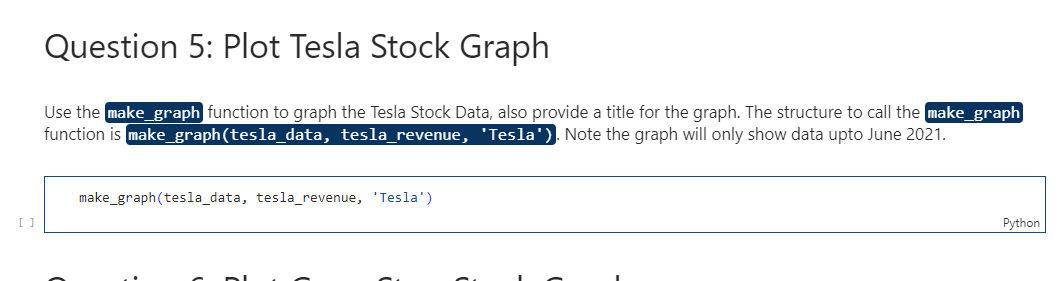 Question 5: Plot Tesla Stock Graph
Use the make_graph function to graph the Tesla Stock Data, also provide a title for the graph. The structure to call the make_graph
function is make_graph(tesla_data, tesla_revenue, 'Tesla'). Note the graph will only show data upto June 2021.
make_graph(tesla_data, tesla_revenue, 'Tesla')
[ ]
Python